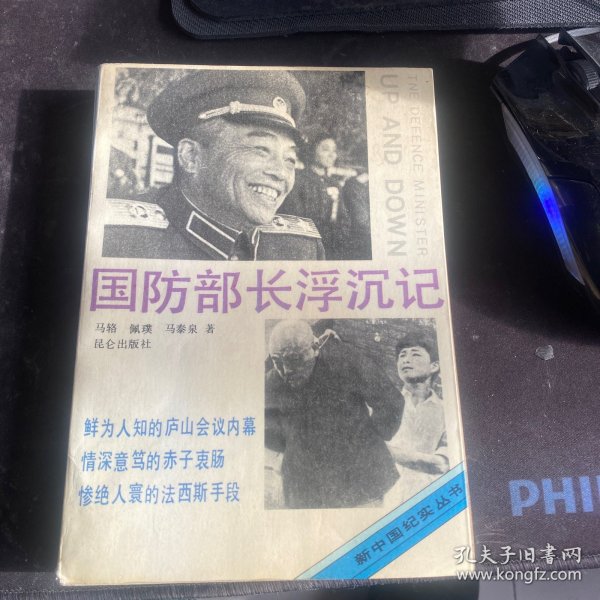 THE DEFENCE MINISTER
UP AND DOWN
国防部长浮沉记
马辂 佩璞 马泰泉 著
昆仑出版社
鲜为人知的庐山会议内幕
情深意笃的赤子衷肠
惨绝人寰的法西斯手段
新中国纪实丛书
PHI
孔夫子旧书网
www.kongfz.com